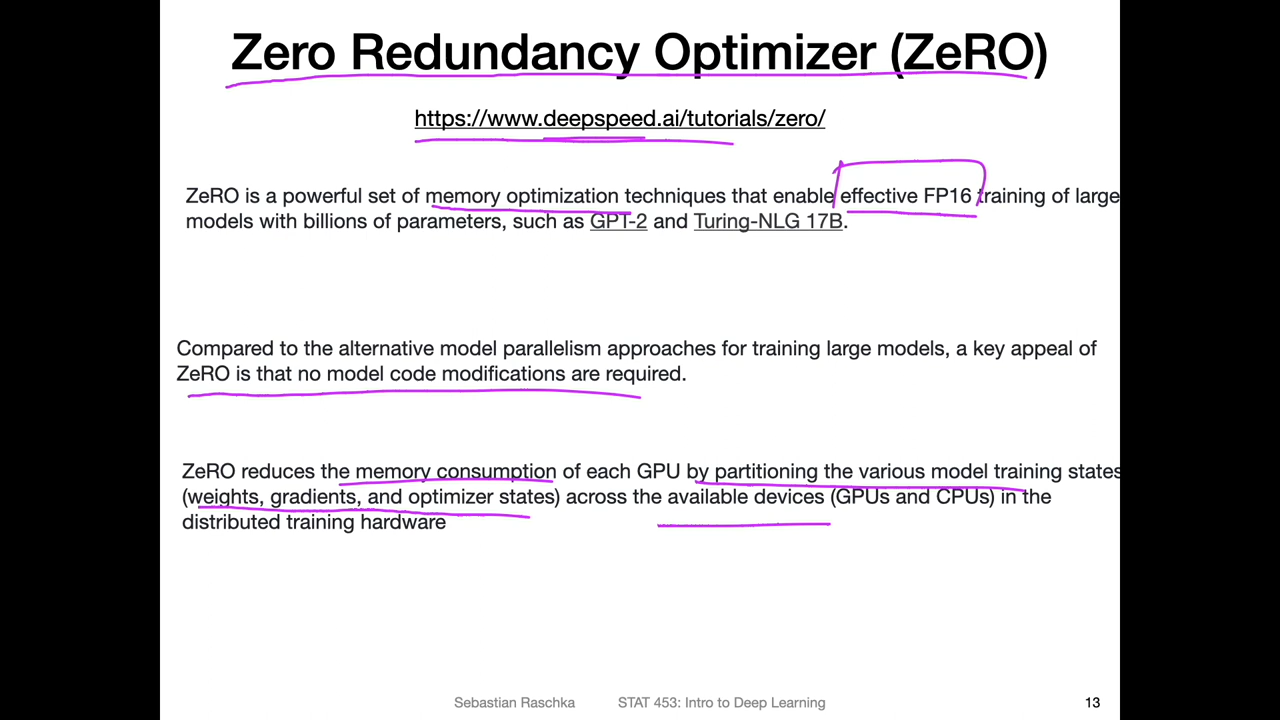 Zero Redundancy Optimizer (ZeRO)
https://www.deepspeed.ai/tutorials/zero/
ZeRO is a powerful set of memory optimization techniques that enable effective FP16 training of large
models with billions of parameters, such as GPT-2 and Turing-NLG 17B.
Compared to the alternative model parallelism approaches for training large models, a key appeal of
ZeRO is that no model code modifications are required.
ZeRO reduces the memory consumption of each GPU by partitioning the various model training states
(weights, gradients, and optimizer states) across the available devices (GPUs and CPUs) in the
distributed training hardware
Sebastian Raschka STAT 453: Intro to Deep Learning 13